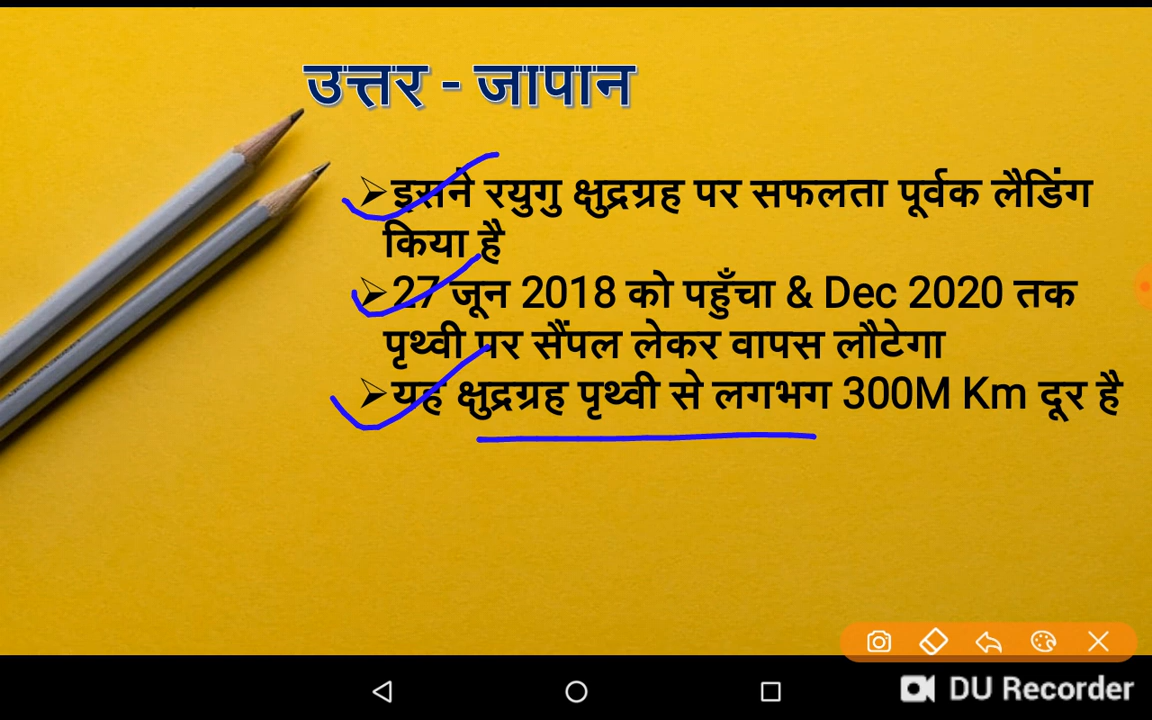 उत्तर - जापान
➢इसने रयुगु क्षुद्रग्रह पर सफलता पूर्वक लैडिंग
किया है
➢27 जून 2018 को पहुँचा & Dec 2020 तक
पृथ्वी पर सैंपल लेकर वापस लौटेगा
➢यह क्षुद्रग्रह पृथ्वी से लगभग 300M Km दूर है
DU Recorder